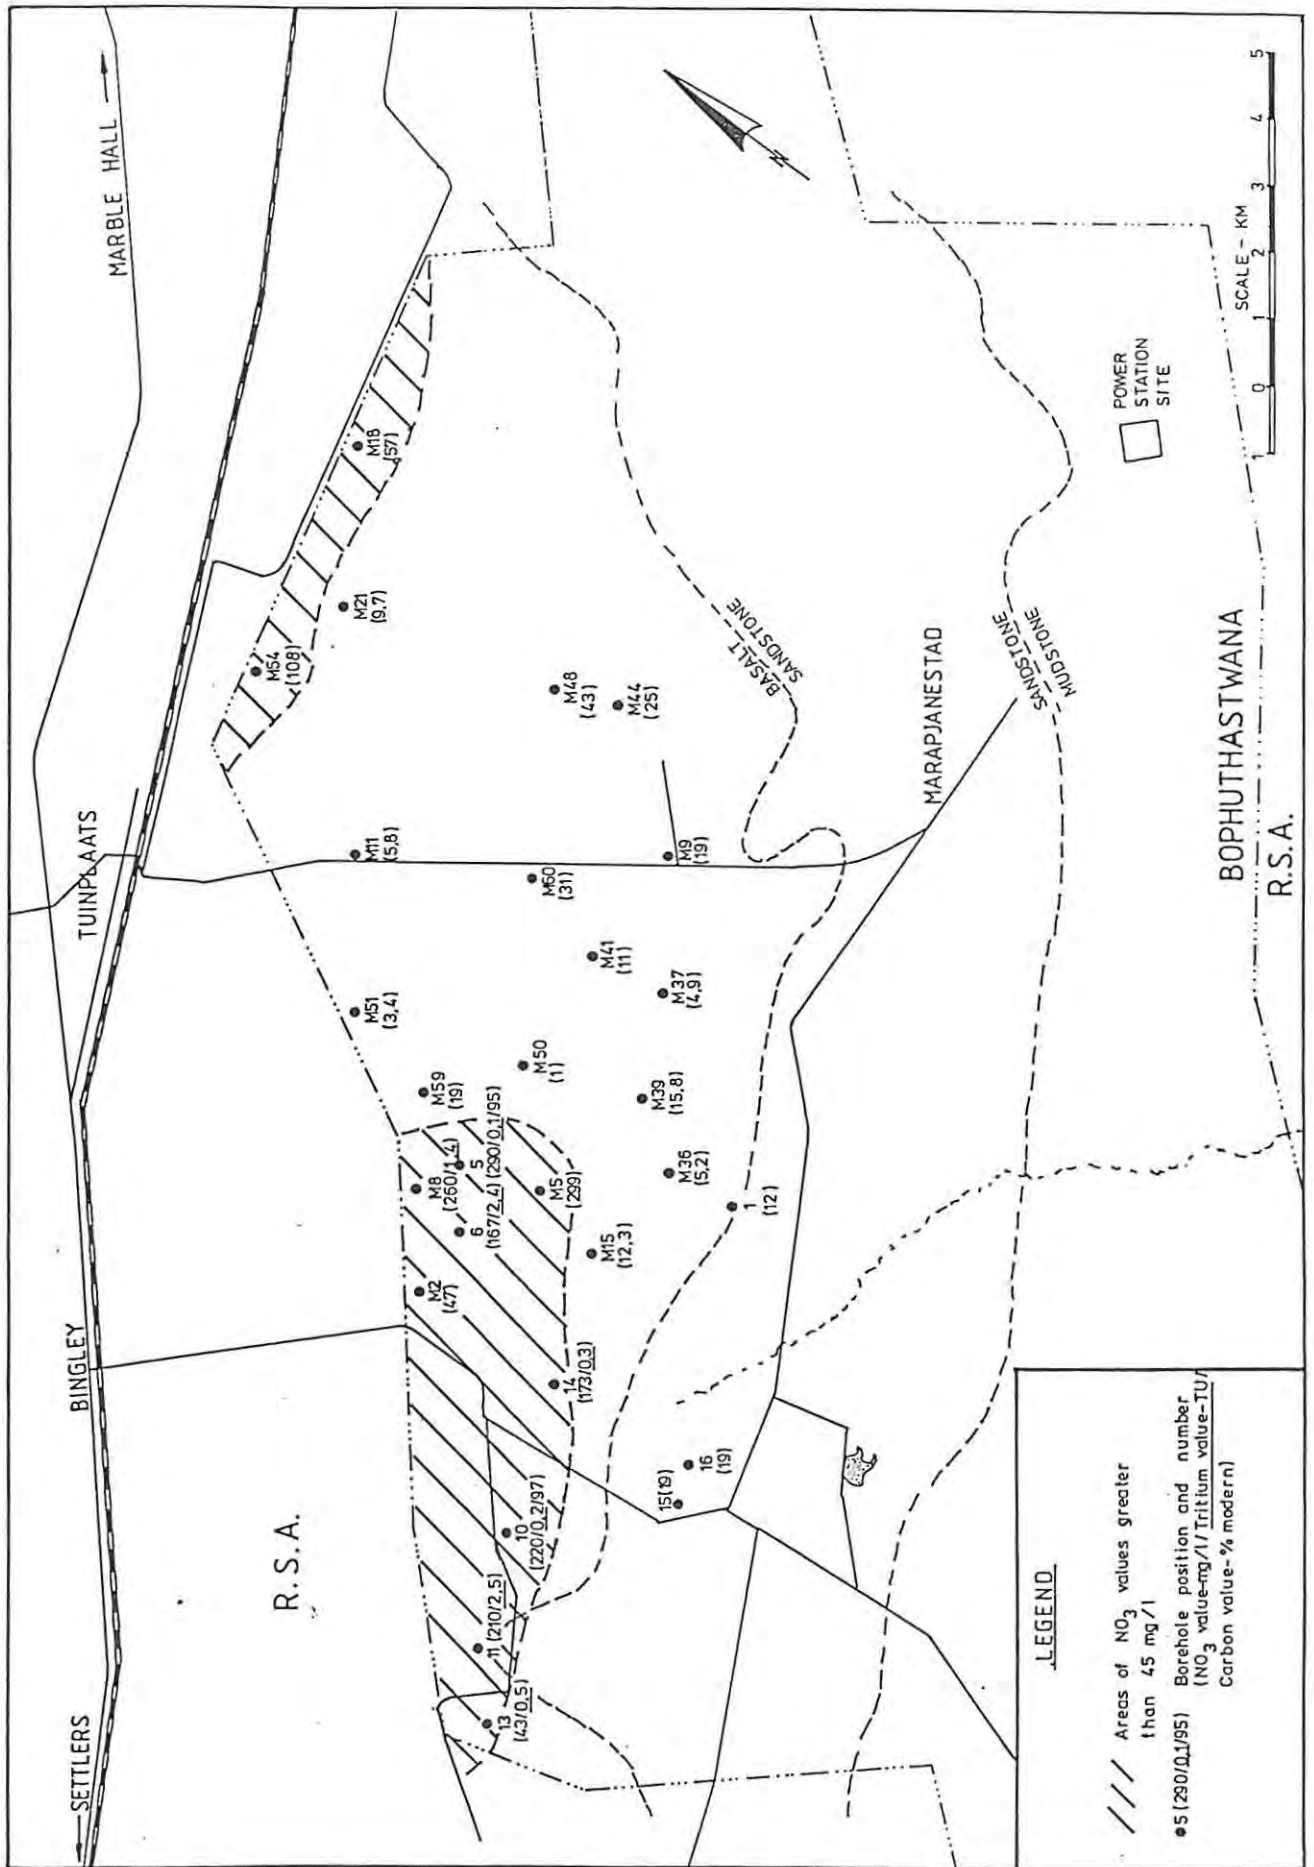 ←SETTLERS
BINGLEY
TUINPLAATS
MARBLE HALL →
R.S.A.
M54
(108)
M18
(57)
M21
(9,7)
M11
(5,8)
M51
(3,4)
M59
(19)
M8
(260/1,4)
5
(290/0,1/95)
6
(167/2,4)
M2
(47)
M5
(299)
M50
(1)
M60
(31)
M48
(43)
M44
(25)
M41
(11)
M15
(12,3)
14
(173/0,3)
10
(220/0,2/97)
11 (210/2,5)
13
(43/0,5)
M9
(19)
M37
(4,9)
M39
(15,8)
M36
(5,2)
1
(12)
16
(19)
15(19)
BASALT
SANDSTONE
MARAPJANESTAD
SANDSTONE
MUDSTONE
N
POWER
STATION
SITE
BOPHUTHASTWANA
R.S.A.
SCALE - KM
1 0 1 2 3 4 5
LEGEND
Areas of NO3 values greater
than 45 mg/l
5(290/0,1/95) Borehole position and number
(NO3 value-mg/l/Tritium value-TU/
Carbon value-% modern)